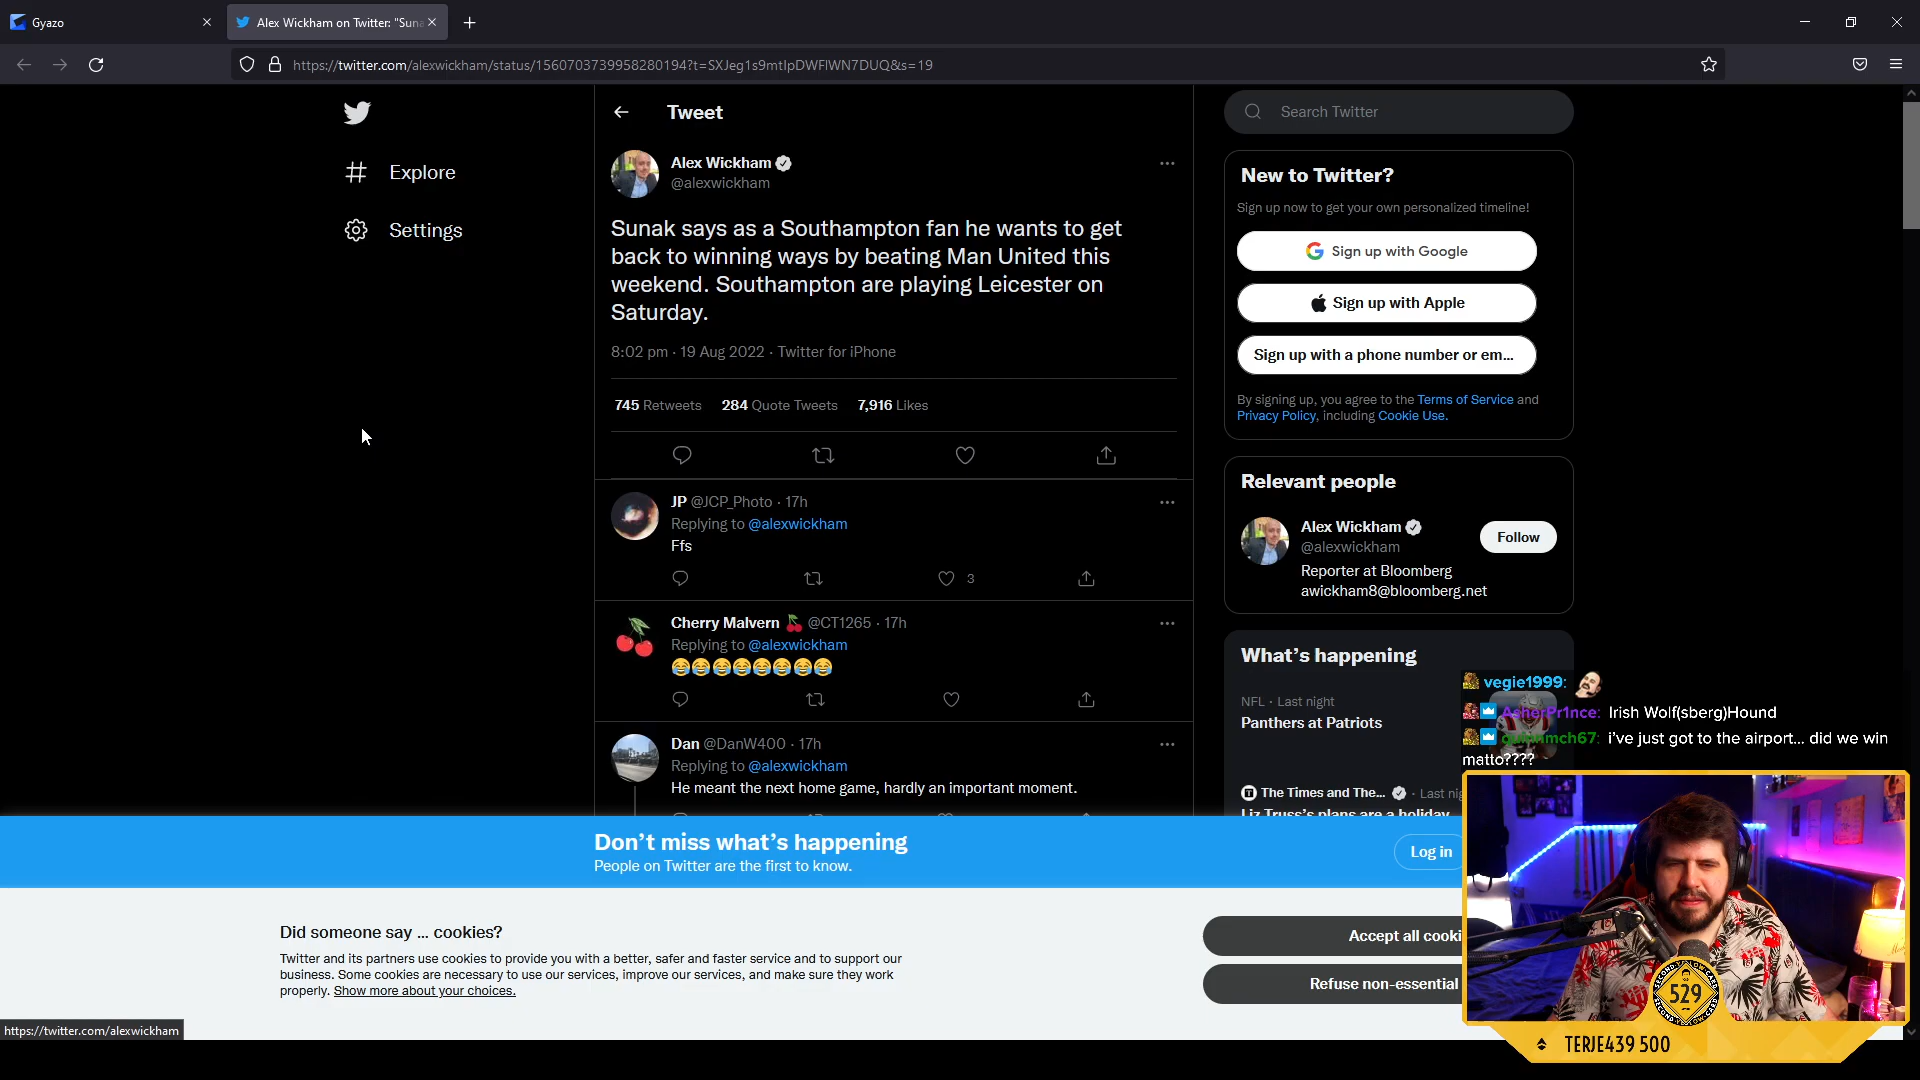 Gyazo
Alex Wickham on Twitter: "Suna
https://twitter.com/alexwickham/status/1560703739958280194?t=SXJeg1s9mtIpDWFIWN7DUQ&s=19
Explore
Settings
Tweet
Alex Wickham
@alexwickham
Sunak says as a Southampton fan he wants to get
back to winning ways by beating Man United this
weekend. Southampton are playing Leicester on
Saturday.
8:02 pm · 19 Aug 2022 · Twitter for iPhone
745 Retweets 284 Quote Tweets 7,916 Likes
JP @JCP_Photo · 17h
Replying to @alexwickham
Ffs
3
Cherry Malvern 🍒 @CT1265 · 17h
Replying to @alexwickham
😂😂😂😂😂😂😂😂
Dan @DanW400 · 17h
Replying to @alexwickham
He meant the next home game, hardly an important moment.
Search Twitter
New to Twitter?
Sign up now to get your own personalized timeline!
Sign up with Google
Sign up with Apple
Sign up with a phone number or em...
By signing up, you agree to the Terms of Service and
Privacy Policy, including Cookie Use.
Relevant people
Alex Wickham
@alexwickham
Follow
Reporter at Bloomberg
awickham8@bloomberg.net
What's happening
NFL · Last night
Panthers at Patriots
The Times and The... · Last nig
Liz Truss's plans are a holiday
vegie1999:
AsherPr1nce: Irish Wolf(sberg)Hound
i've just got to the airport... did we win
matto????
Don't miss what's happening
People on Twitter are the first to know.
Log in
Did someone say … cookies?
Twitter and its partners use cookies to provide you with a better, safer and faster service and to support our
business. Some cookies are necessary to use our services, improve our services, and make sure they work
properly. Show more about your choices.
Accept all cooki
Refuse non-essential
https://twitter.com/alexwickham
529
TERJE439 500